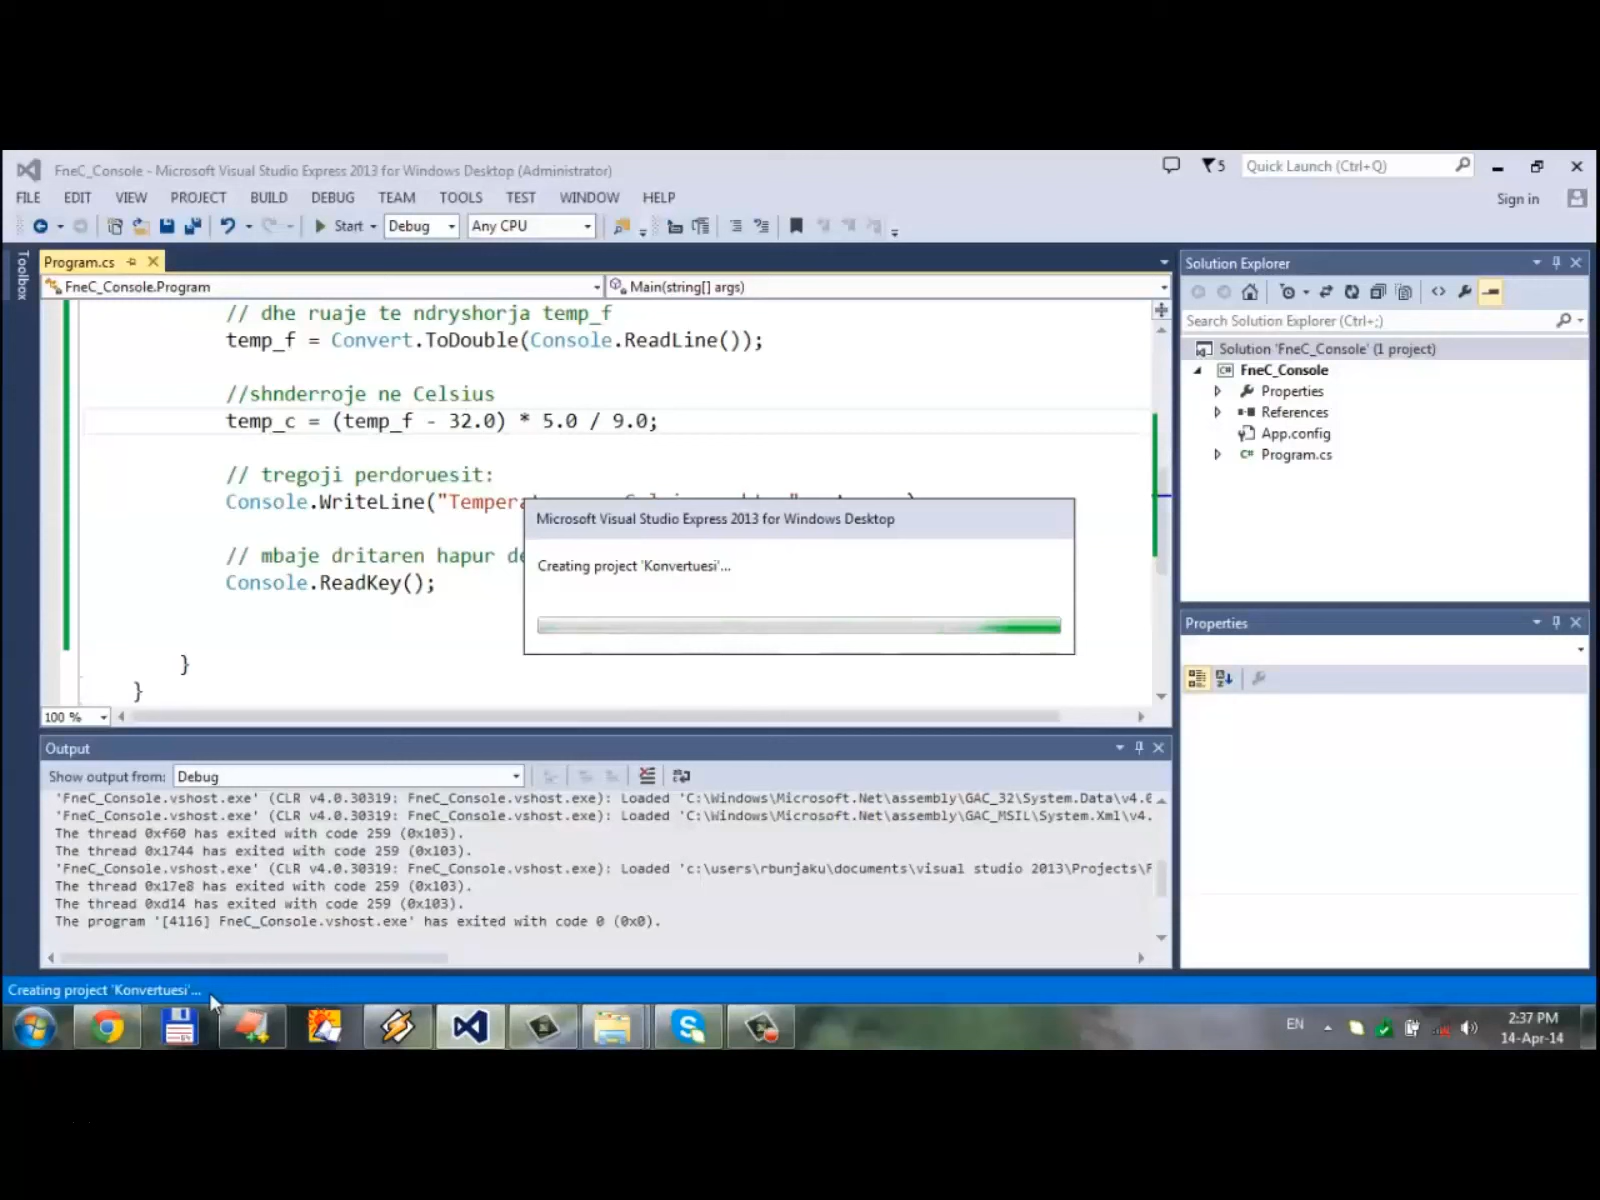 FneC_Console - Microsoft Visual Studio Express 2013 for Windows Desktop (Administrator)
5
Quick Launch (Ctrl+Q)
FILE EDIT VIEW PROJECT BUILD DEBUG TEAM TOOLS TEST WINDOW HELP
Sign in
Start Debug Any CPU
Toolbox
Program.cs
FneC_Console.Program
Main(string[] args)
// dhe ruaje te ndryshorja temp_f
temp_f = Convert.ToDouble(Console.ReadLine());
//shnderroje ne Celsius
temp_c = (temp_f - 32.0) * 5.0 / 9.0;
// tregoji perdoruesit:
Console.WriteLine("Tempera
// mbaje dritaren hapur de
Console.ReadKey();
}
}
100 %
Microsoft Visual Studio Express 2013 for Windows Desktop
Creating project 'Konvertuesi'...
Solution Explorer
Search Solution Explorer (Ctrl+;)
Solution 'FneC_Console' (1 project)
FneC_Console
Properties
References
App.config
Program.cs
Properties
Output
Show output from: Debug
'FneC_Console.vshost.exe' (CLR v4.0.30319: FneC_Console.vshost.exe): Loaded 'C:\Windows\Microsoft.Net\assembly\GAC_32\System.Data\v4.0
'FneC_Console.vshost.exe' (CLR v4.0.30319: FneC_Console.vshost.exe): Loaded 'C:\Windows\Microsoft.Net\assembly\GAC_MSIL\System.Xml\v4.
The thread 0xf60 has exited with code 259 (0x103).
The thread 0x1744 has exited with code 259 (0x103).
'FneC_Console.vshost.exe' (CLR v4.0.30319: FneC_Console.vshost.exe): Loaded 'c:\users\rbunjaku\documents\visual studio 2013\Projects\F
The thread 0x17e8 has exited with code 259 (0x103).
The thread 0xd14 has exited with code 259 (0x103).
The program '[4116] FneC_Console.vshost.exe' has exited with code 0 (0x0).
Creating project 'Konvertuesi'...
EN
2:37 PM
14-Apr-14